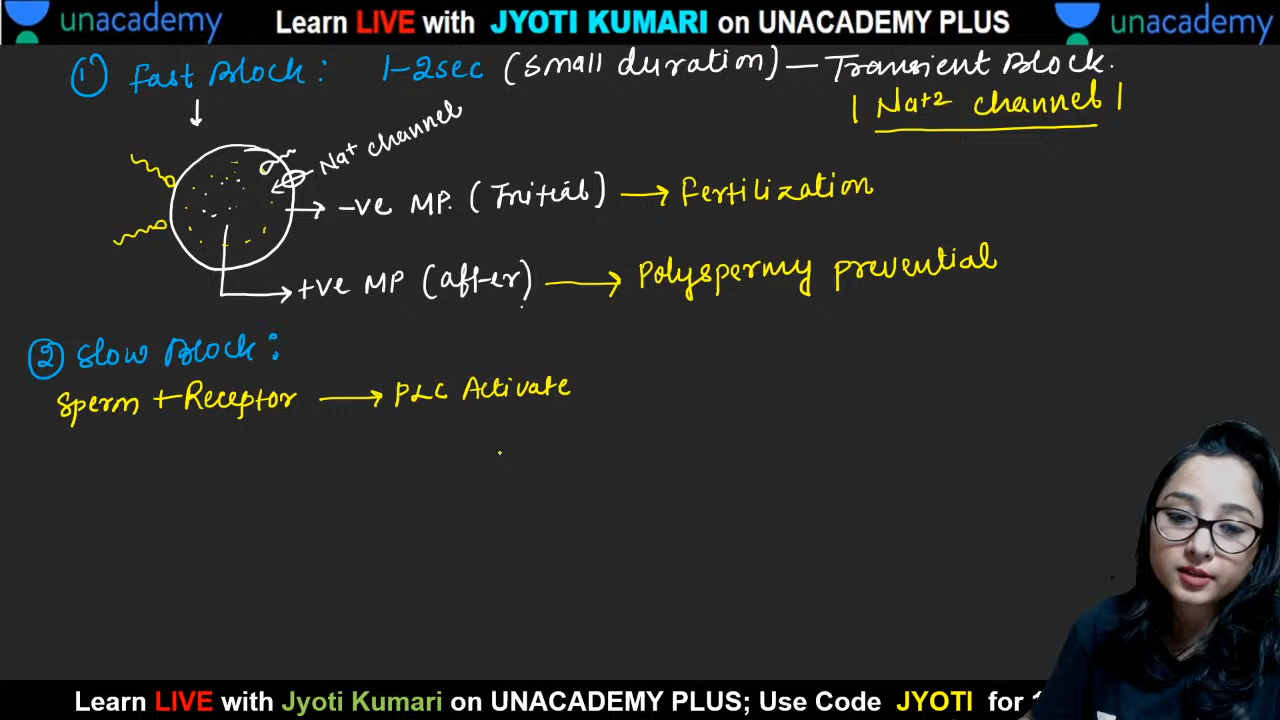 unacademy
Learn LIVE with JYOTI KUMARI on UNACADEMY PLUS
unacademy
① Fast Block : 1-2sec (small duration) — Transient Block.
| Na+2 channel |
Na+ channel
-ve MP. (Initial) → Fertilization
+ve MP (after) → Polyspermy prevential
② Slow Block :
Sperm + Receptor → PLC Activate
Learn LIVE with Jyoti Kumari on UNACADEMY PLUS; Use Code JYOTI for 1